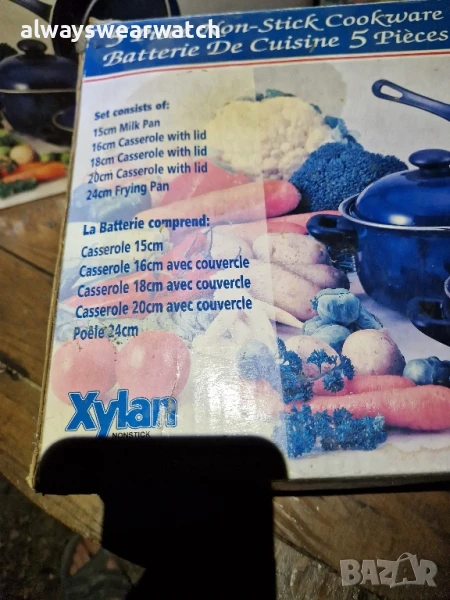 alwayswearwatch
Non-Stick Cookware
Batterie De Cuisine 5 Pièces
Set consists of:
15cm Milk Pan
16cm Casserole with lid
18cm Casserole with lid
20cm Casserole with lid
24cm Frying Pan
La Batterie comprend:
Casserole 15cm
Casserole 16cm avec couvercle
Casserole 18cm avec couvercle
Casserole 20cm avec couvercle
Poêle 24cm
Xylan
NONSTICK
BAZAR